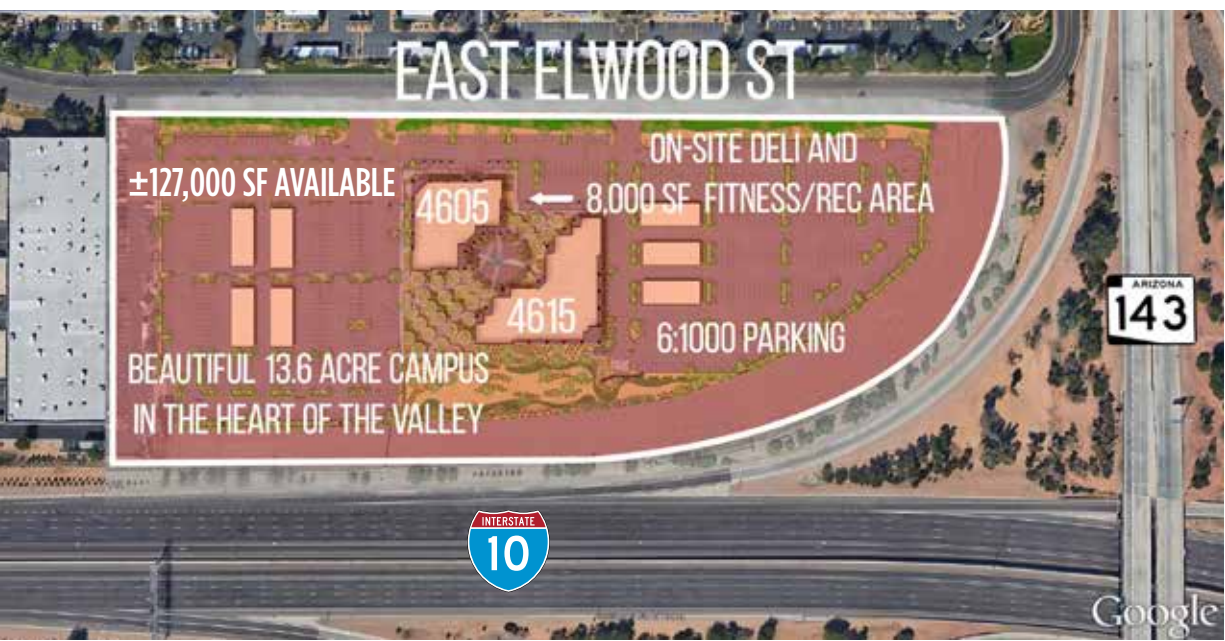 EAST ELWOOD ST
±127,000 SF AVAILABLE
ON-SITE DELI AND
8,000 SF FITNESS/REC AREA
4605
4615
6:1000 PARKING
BEAUTIFUL 13.6 ACRE CAMPUS
IN THE HEART OF THE VALLEY
ARIZONA
143
INTERSTATE
10
Google